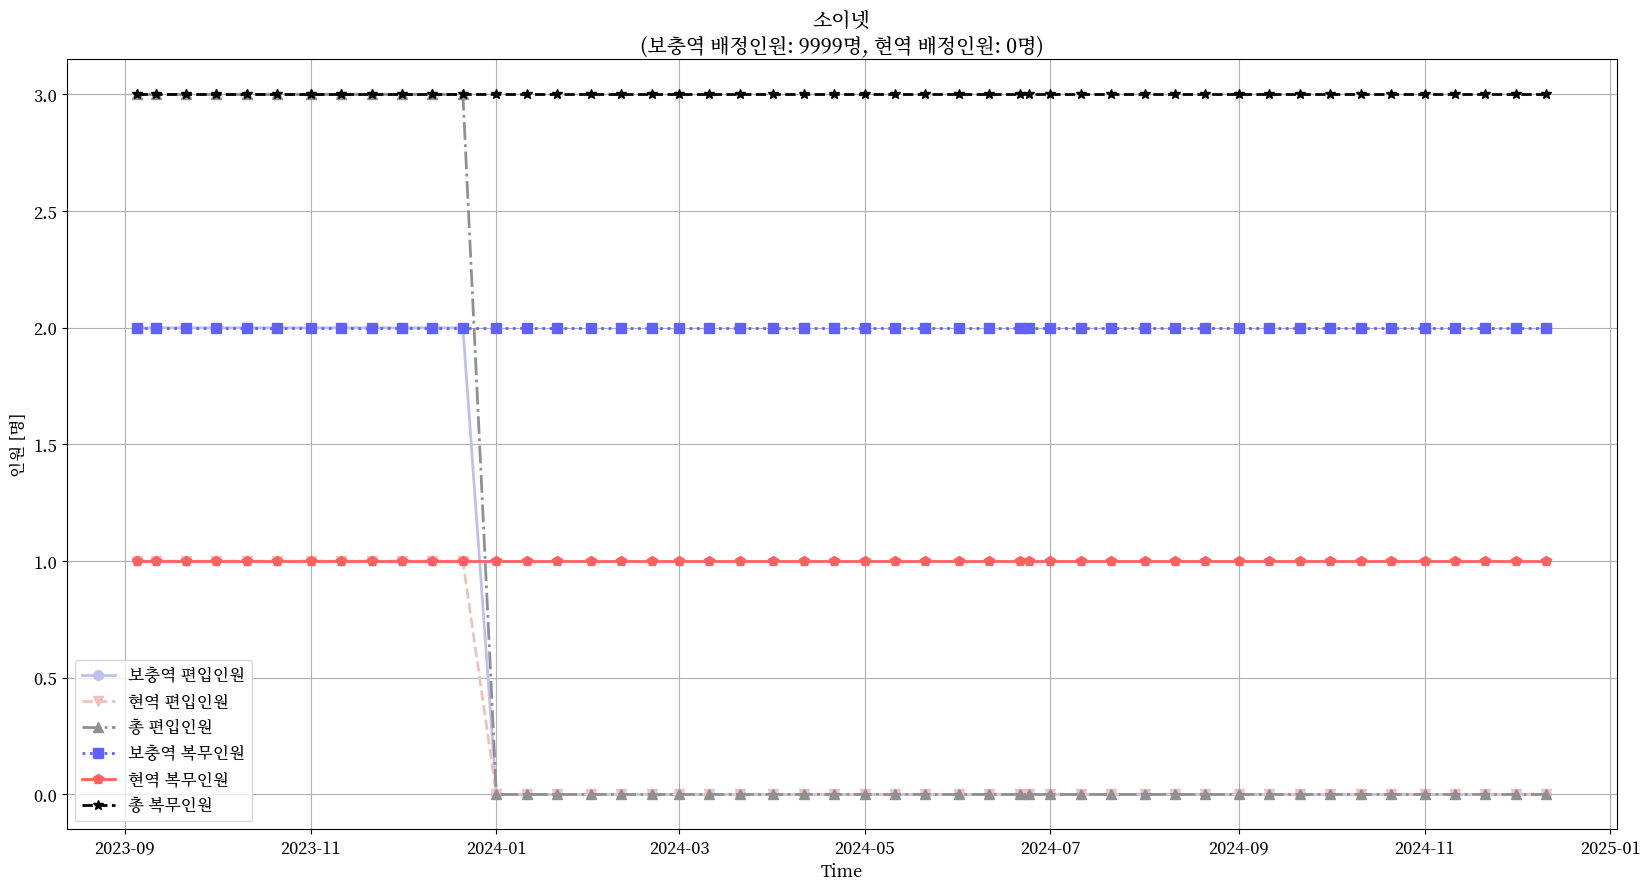 소이넷
(보충역 배정인원: 9999명, 현역 배정인원: 0명)
3.0
2.5
2.0
1.5
1.0
0.5
0.0
인원 [명]
보충역 편입인원
현역 편입인원
총 편입인원
보충역 복무인원
현역 복무인원
총 복무인원
2023-09 2023-11 2024-01 2024-03 2024-05 2024-07 2024-09 2024-11 2025-01
Time